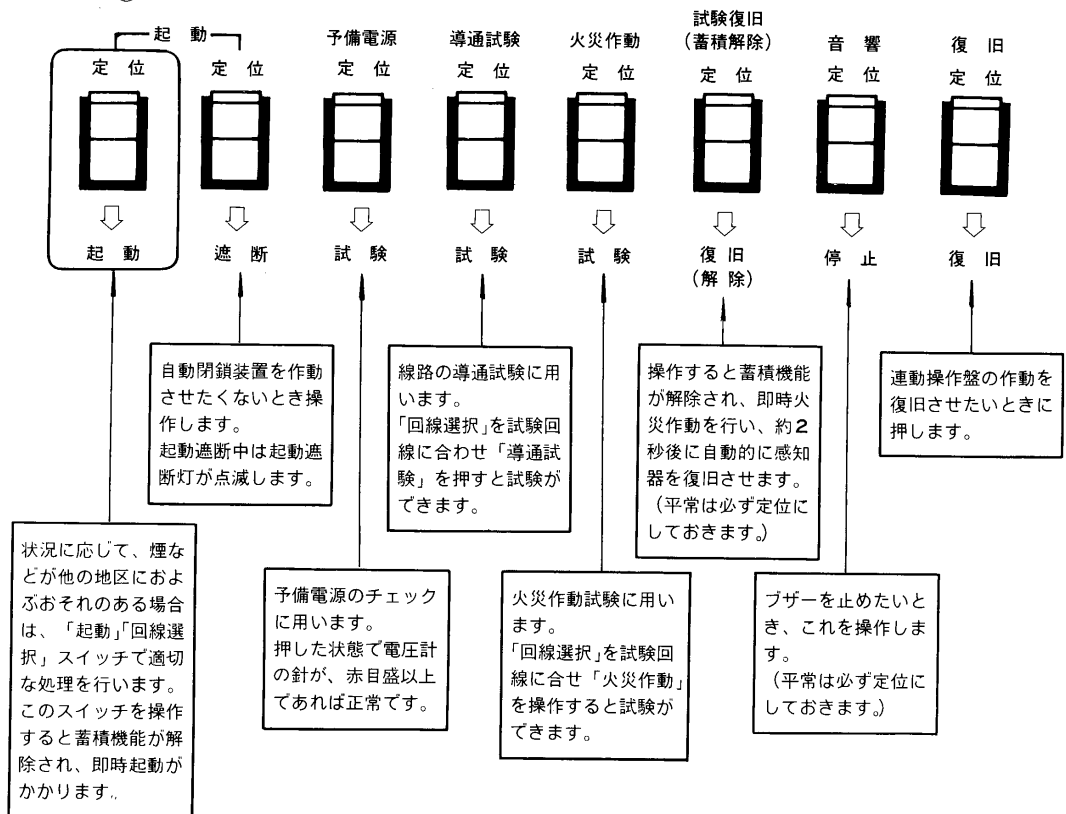 起動
予備電源
導通試験
火災作動
試験復旧
(蓄積解除)
音響
復旧
定位
定位
定位
定位
定位
定位
定位
定位
起動
遮断
試験
試験
試験
復旧
(解除)
停止
復旧
自動閉鎖装置を作動
させたくないとき操
作します。
起動遮断中は起動遮
断灯が点滅します。
線路の導通試験に用
います。
「回線選択」を試験回
線に合わせ「導通試
験」を押すと試験が
できます。
操作すると蓄積機能
が解除され、即時火
災作動を行い、約2
秒後に自動的に感知
器を復旧させます。
(平常は必ず定位に
しておきます。)
連動操作盤の作動を
復旧させたいときに
押します。
状況に応じて、煙な
どが他の地区におよ
ぶおそれのある場合
は、「起動」「回線選
択」スイッチで適切
な処理を行います。
このスイッチを操作
すると蓄積機能が解
除され、即時起動が
かかります。
予備電源のチェック
に用います。
押した状態で電圧計
の針が、赤目盛以上
であれば正常です。
火災作動試験に用い
ます。
「回線選択」を試験回
線に合せ「火災作動」
を操作すると試験が
できます。
ブザーを止めたいと
き、これを操作しま
す。
(平常は必ず定位に
しておきます。)